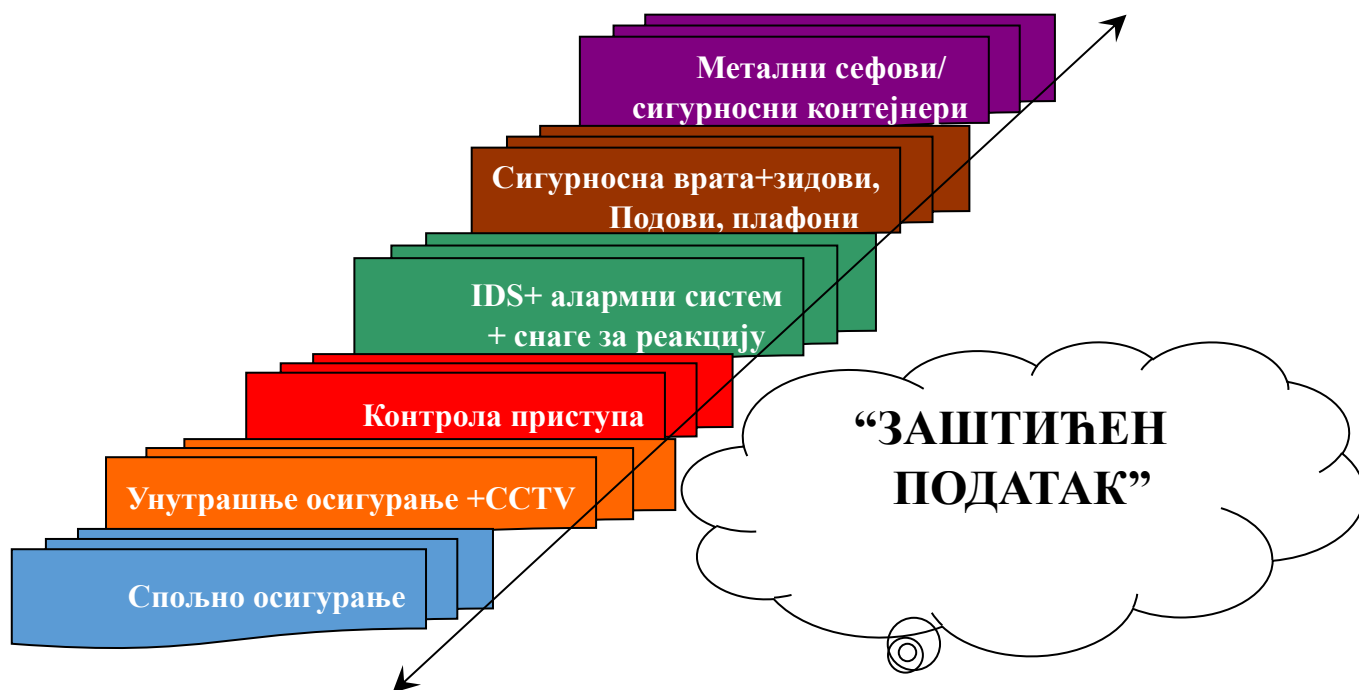 Метални сефови/
сигурносни контејнери
Сигурносна врата+зидови,
Подови, плафони
IDS+ алармни систем
+ снаге за реакцију
Контрола приступа
Унутрашње осигурање +CCTV
Спољно осигурање
“ЗАШТИЋЕН
ПОДАТАК”